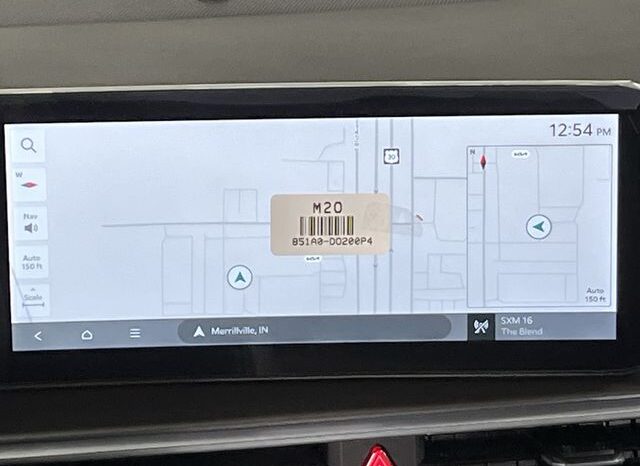 12:54 PM
W
N
30
Nav
M20
851A0-DO200P4
Auto
150 ft
Scale
Auto
150 ft
Merrillville, IN
SXM 16
The Blend